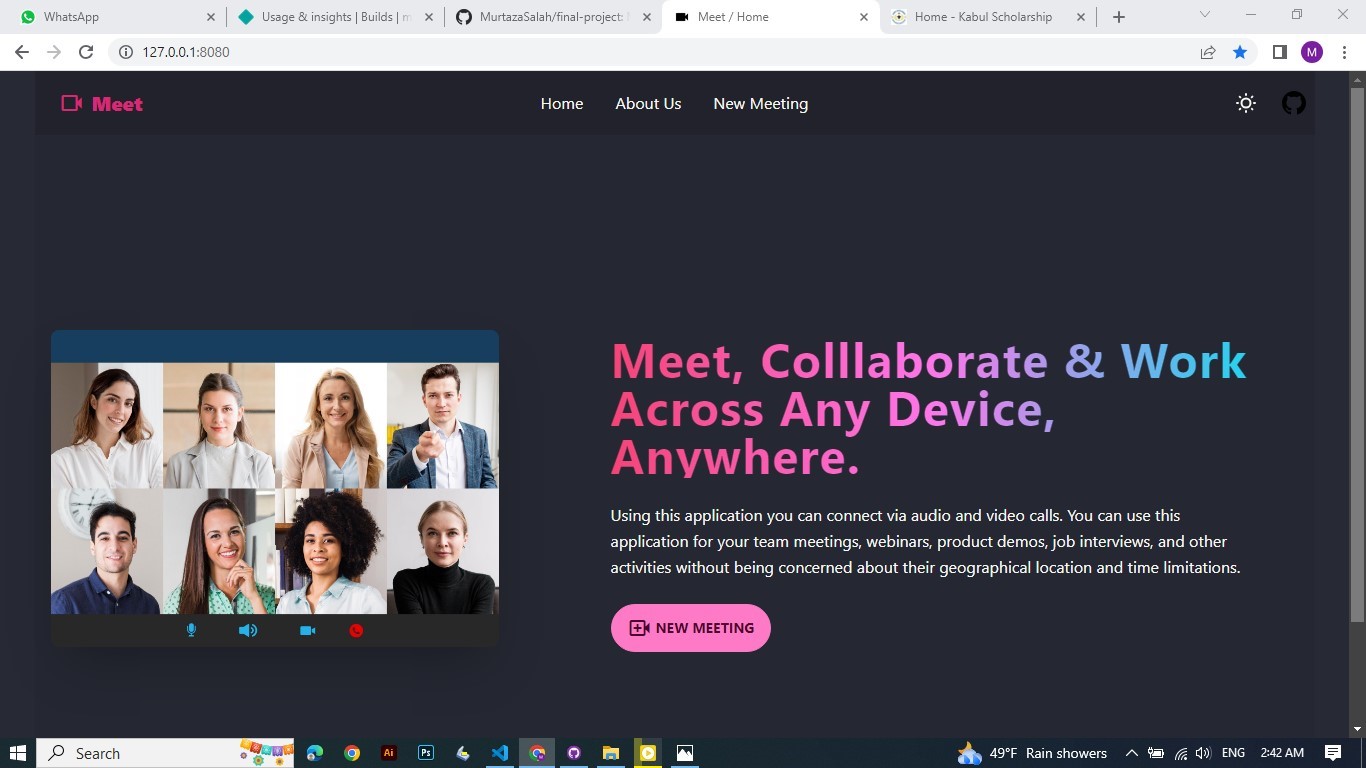 WhatsApp
Usage & insights | Builds | m
MurtazaSalah/final-project: M
Meet / Home
Home - Kabul Scholarship
127.0.0.1:8080
M
Meet
Home
About Us
New Meeting
Meet, Colllaborate & Work
Across Any Device,
Anywhere.
Using this application you can connect via audio and video calls. You can use this
application for your team meetings, webinars, product demos, job interviews, and other
activities without being concerned about their geographical location and time limitations.
NEW MEETING
Search
Ai
Ps
49°F Rain showers
ENG
2:42 AM